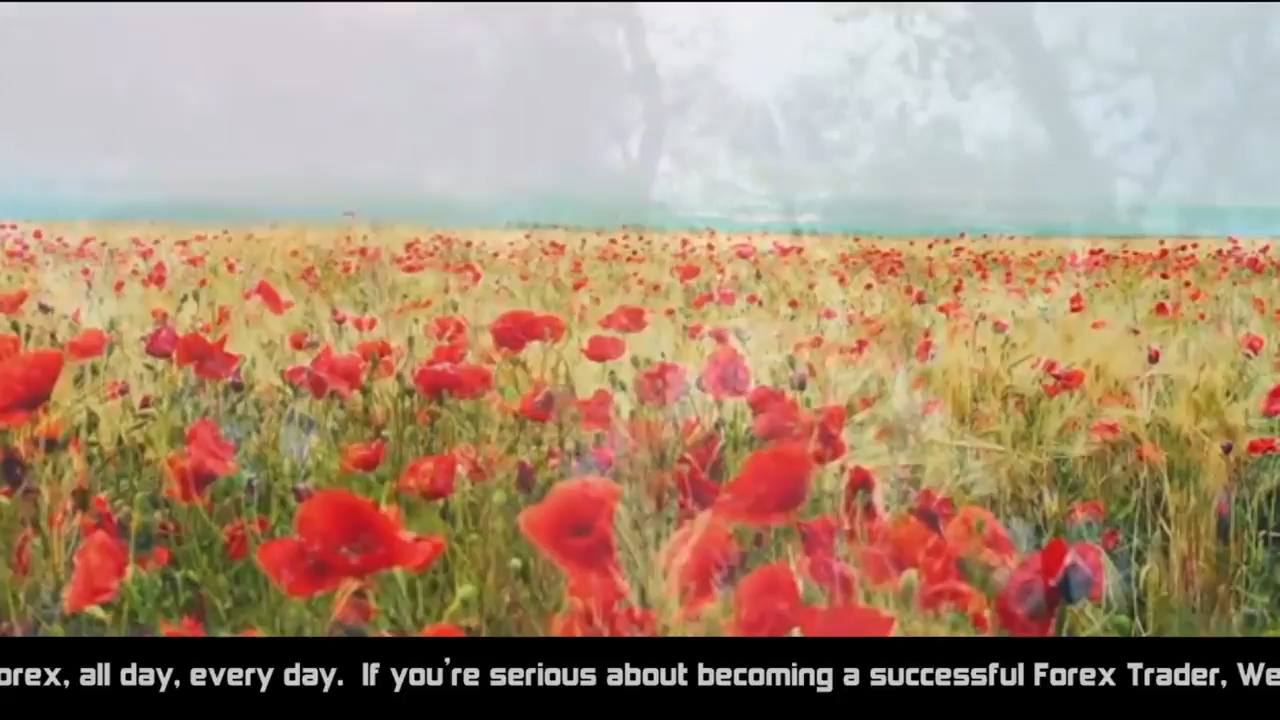 orex, all day, every day. If you're serious about becoming a successful Forex Trader, We